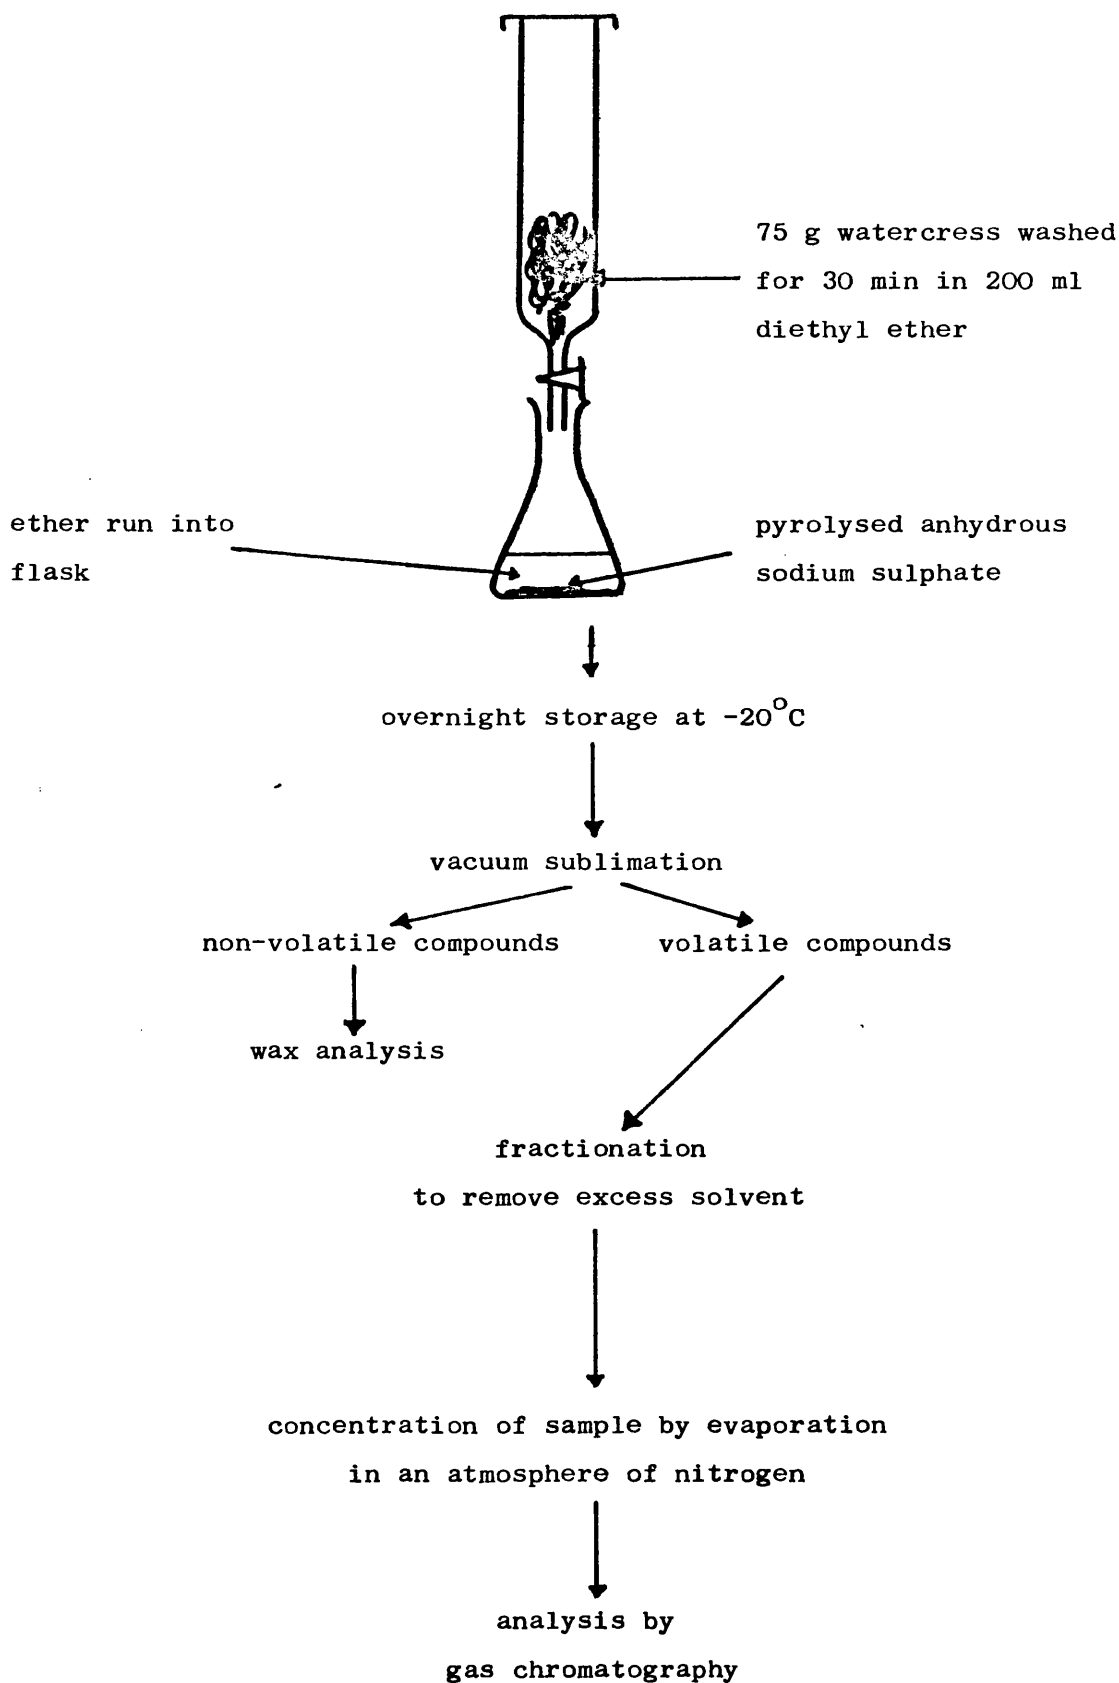 75 g watercress washed
for 30 min in 200 ml
diethyl ether
ether run into
flask
pyrolysed anhydrous
sodium sulphate
overnight storage at -20°C
vacuum sublimation
non-volatile compounds
volatile compounds
wax analysis
fractionation
to remove excess solvent
concentration of sample by evaporation
in an atmosphere of nitrogen
analysis by
gas chromatography